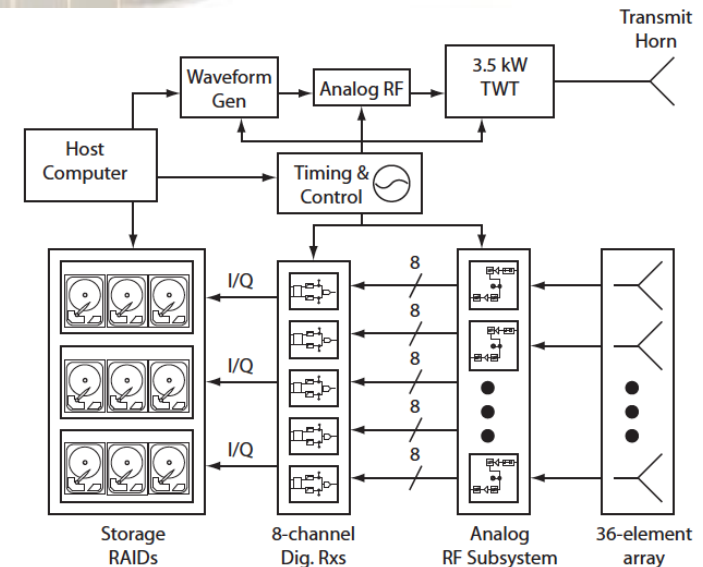 Transmit
Horn
Waveform
Gen
Analog RF
3.5 kW
TWT
Host
Computer
Timing &
Control
I/Q
8
8
I/Q
8
8
I/Q
8
Storage
RAIDs
8-channel
Dig. Rxs
Analog
RF Subsystem
36-element
array